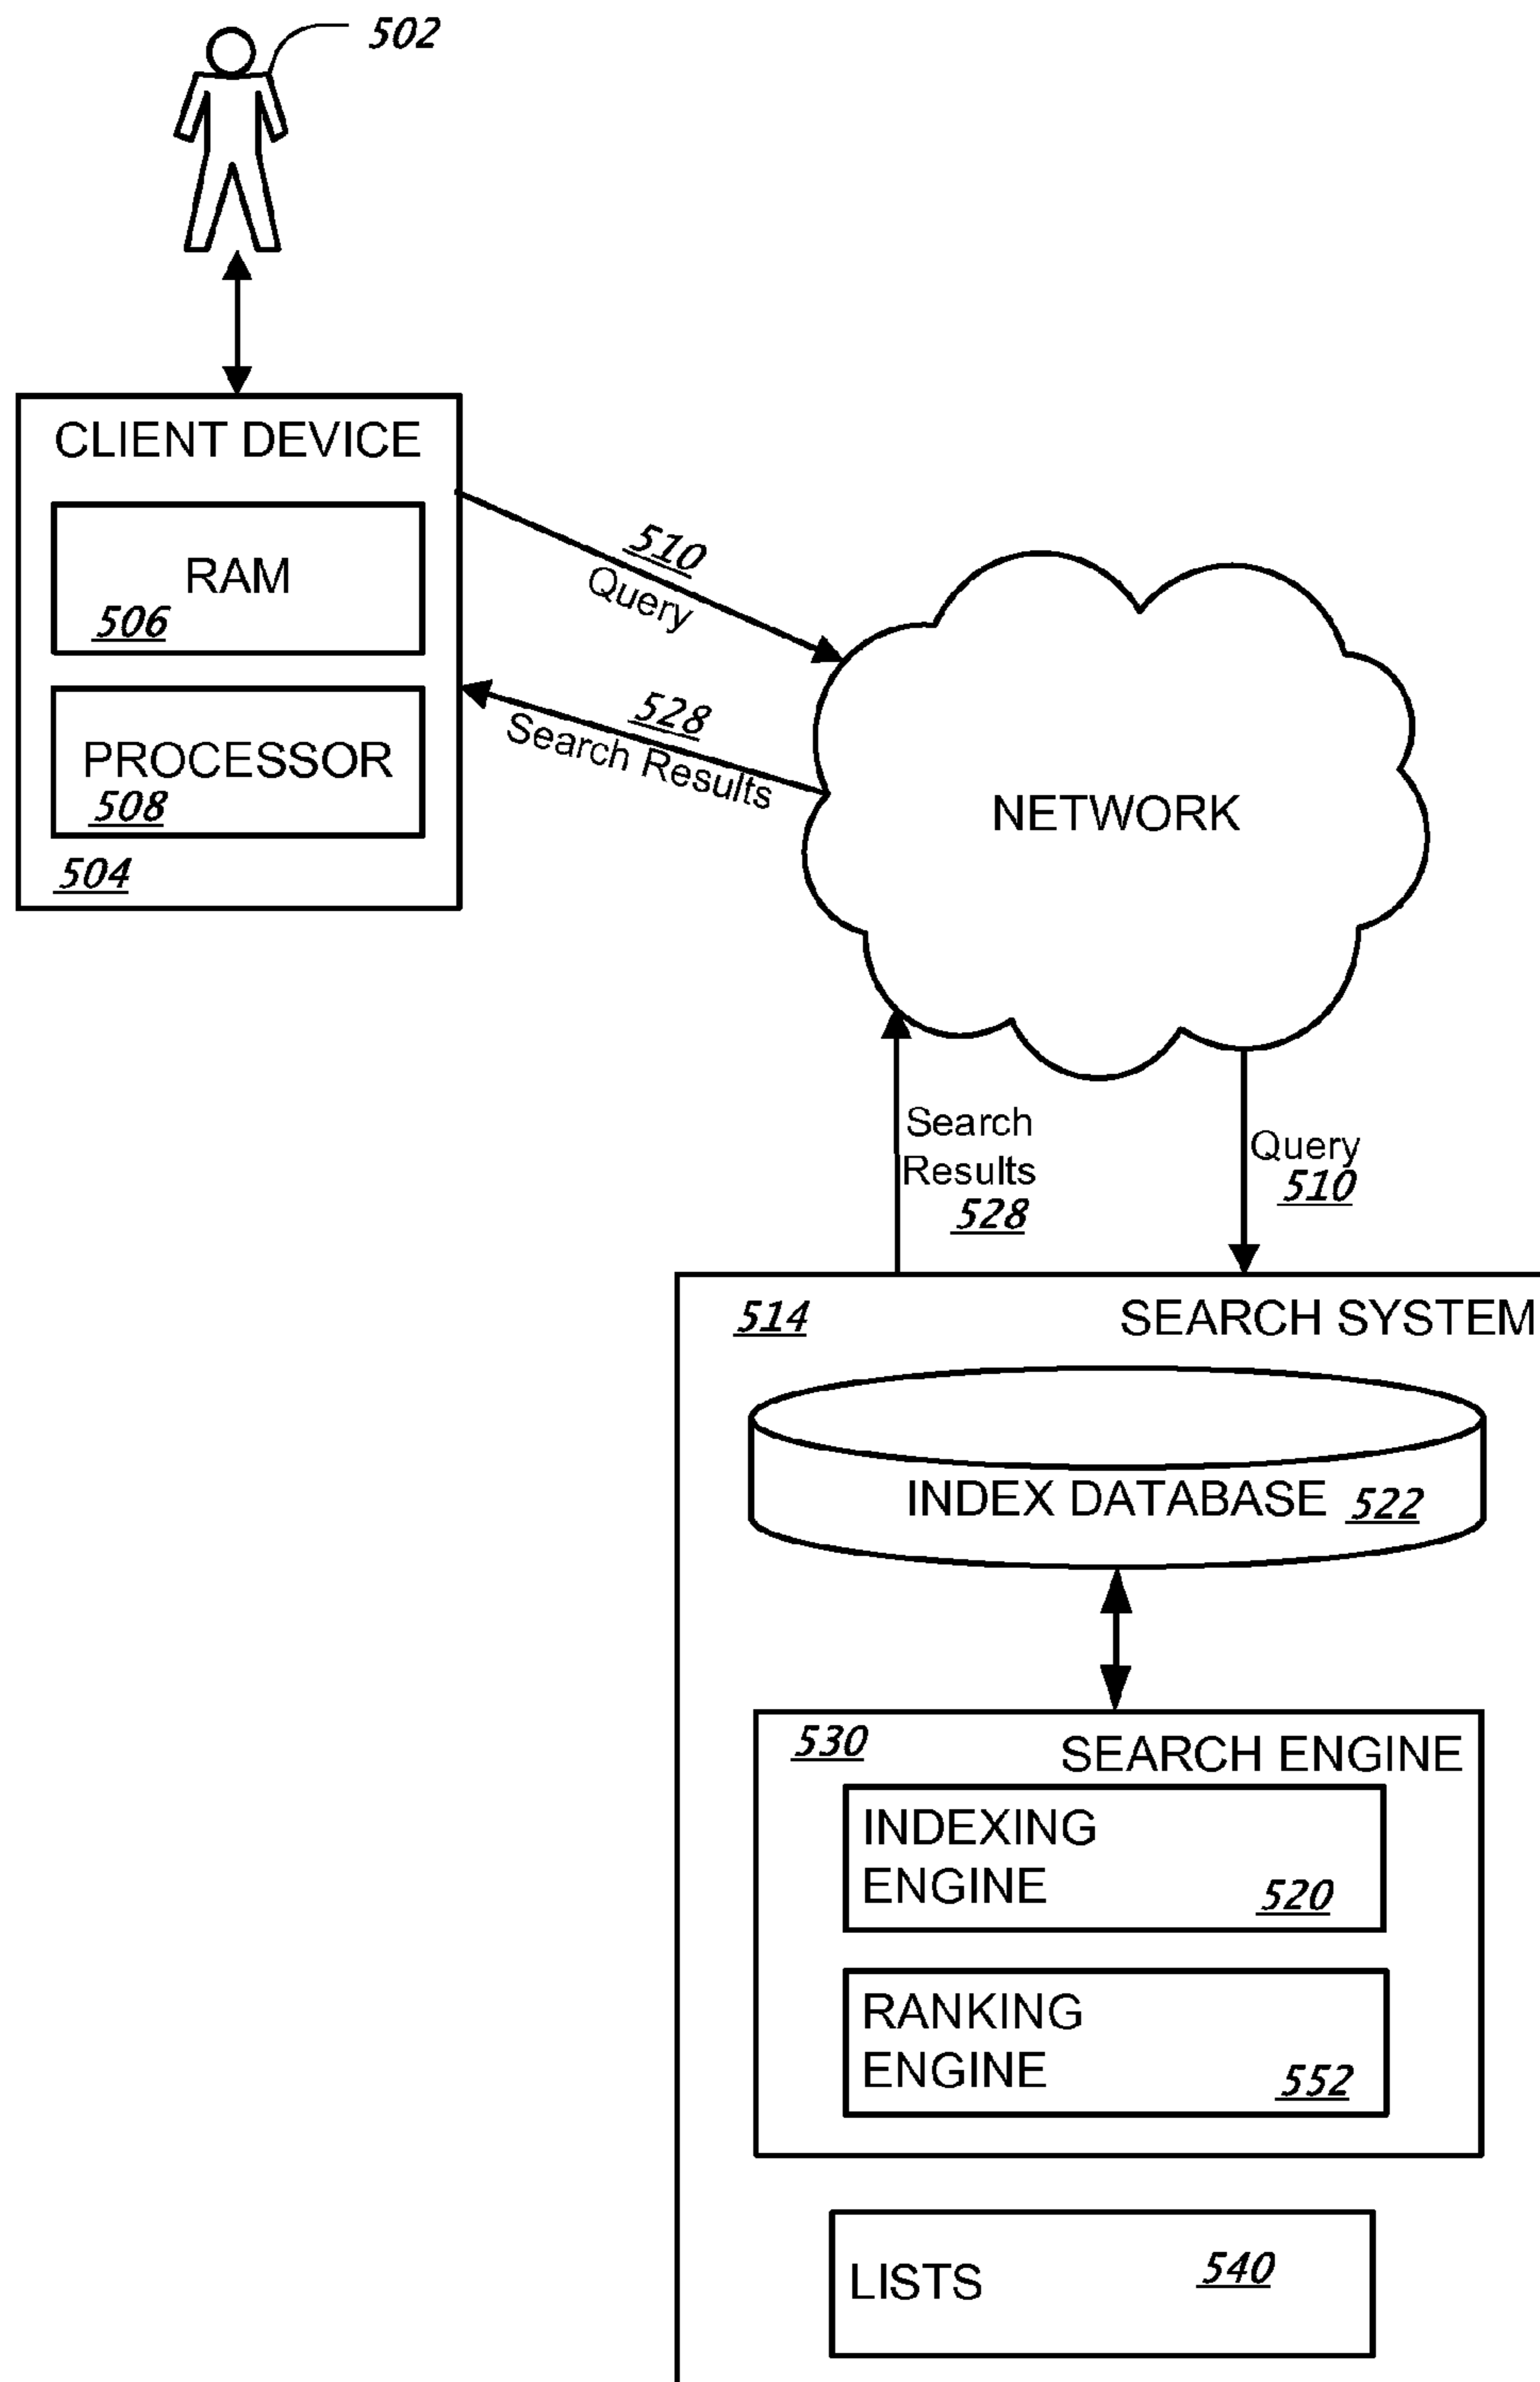 502
CLIENT DEVICE
RAM
506
PROCESSOR
508
504
510
Query
528
Search Results
NETWORK
Search
Results
528
Query
510
514
SEARCH SYSTEM
INDEX DATABASE 522
530
SEARCH ENGINE
INDEXING
ENGINE
520
RANKING
ENGINE
552
LISTS
540